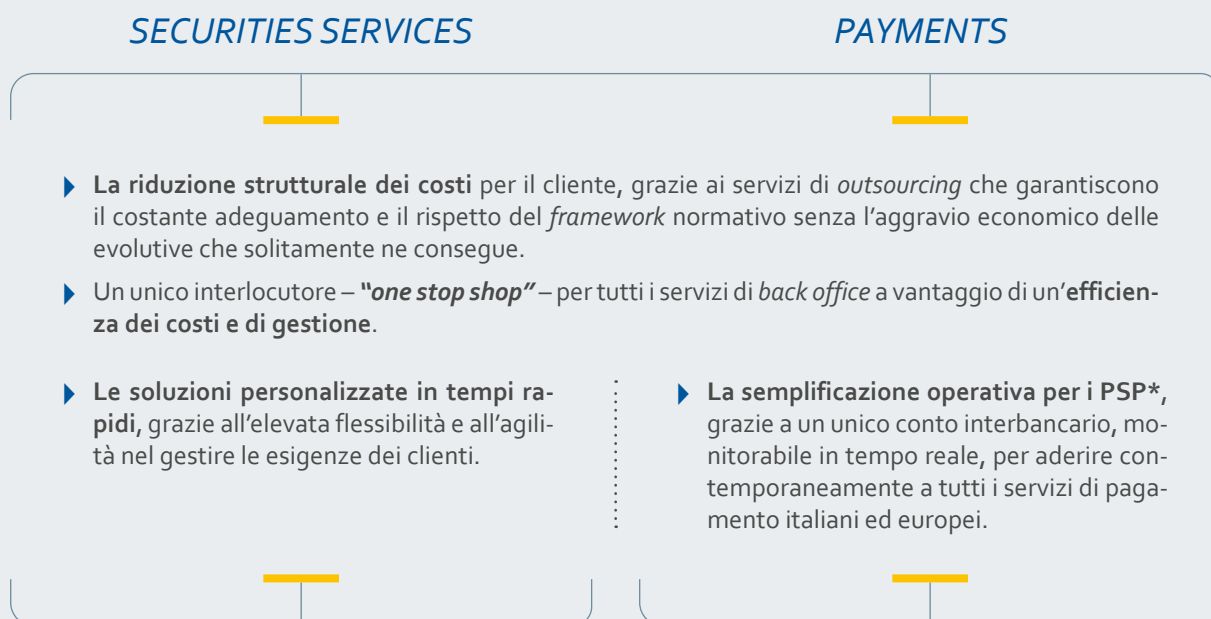 SECURITIES SERVICES
PAYMENTS
La riduzione strutturale dei costi per il cliente, grazie ai servizi di outsourcing che garantiscono
il costante adeguamento e il rispetto del framework normativo senza l'aggravio economico delle
evolutive che solitamente ne consegue.
Un unico interlocutore – "one stop shop" – per tutti i servizi di back office a vantaggio di un'efficien-
za dei costi e di gestione.
Le soluzioni personalizzate in tempi ra-
pidi, grazie all'elevata flessibilità e all'agili-
tà nel gestire le esigenze dei clienti.
La semplificazione operativa per i PSP*,
grazie a un unico conto interbancario, mo-
nitorabile in tempo reale, per aderire con-
temporaneamente a tutti i servizi di paga-
mento italiani ed europei.